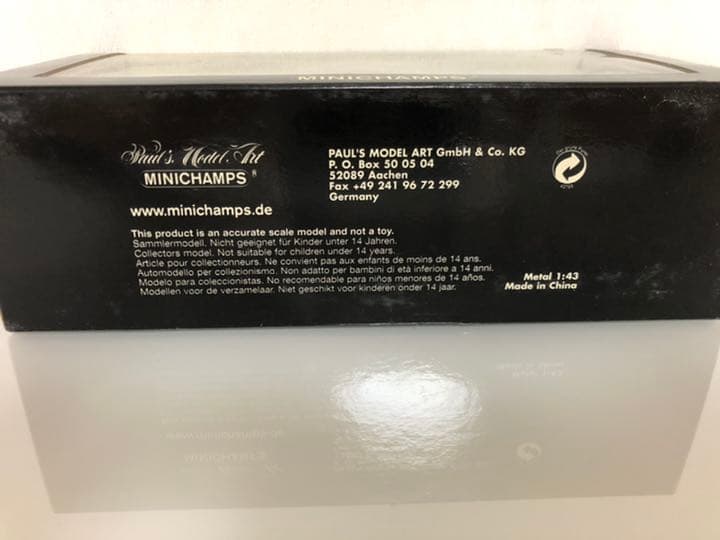 MINICHAMPS
Paul's Model Art
MINICHAMPS ®
www.minichamps.de
PAUL'S MODEL ART GmbH & Co. KG
P. O. Box 50 05 04
52089 Aachen
Fax +49 241 96 72 299
Germany
This product is an accurate scale model and not a toy.
Sammlermodell. Nicht geeignet für Kinder unter 14 Jahren.
Collectors model. Not suitable for children under 14 years.
Article pour collectionneurs. Ne convient pas aux enfants de moins de 14 ans.
Automodello per collezionismo. Non adatto per bambini di età inferiore a 14 anni.
Modelo para coleccionistas. No recomendable para niños menores de 14 años.
Modellen voor de verzamelaar. Niet geschikt voor kinderen onder 14 jaar.
Metal 1:43
Made in China